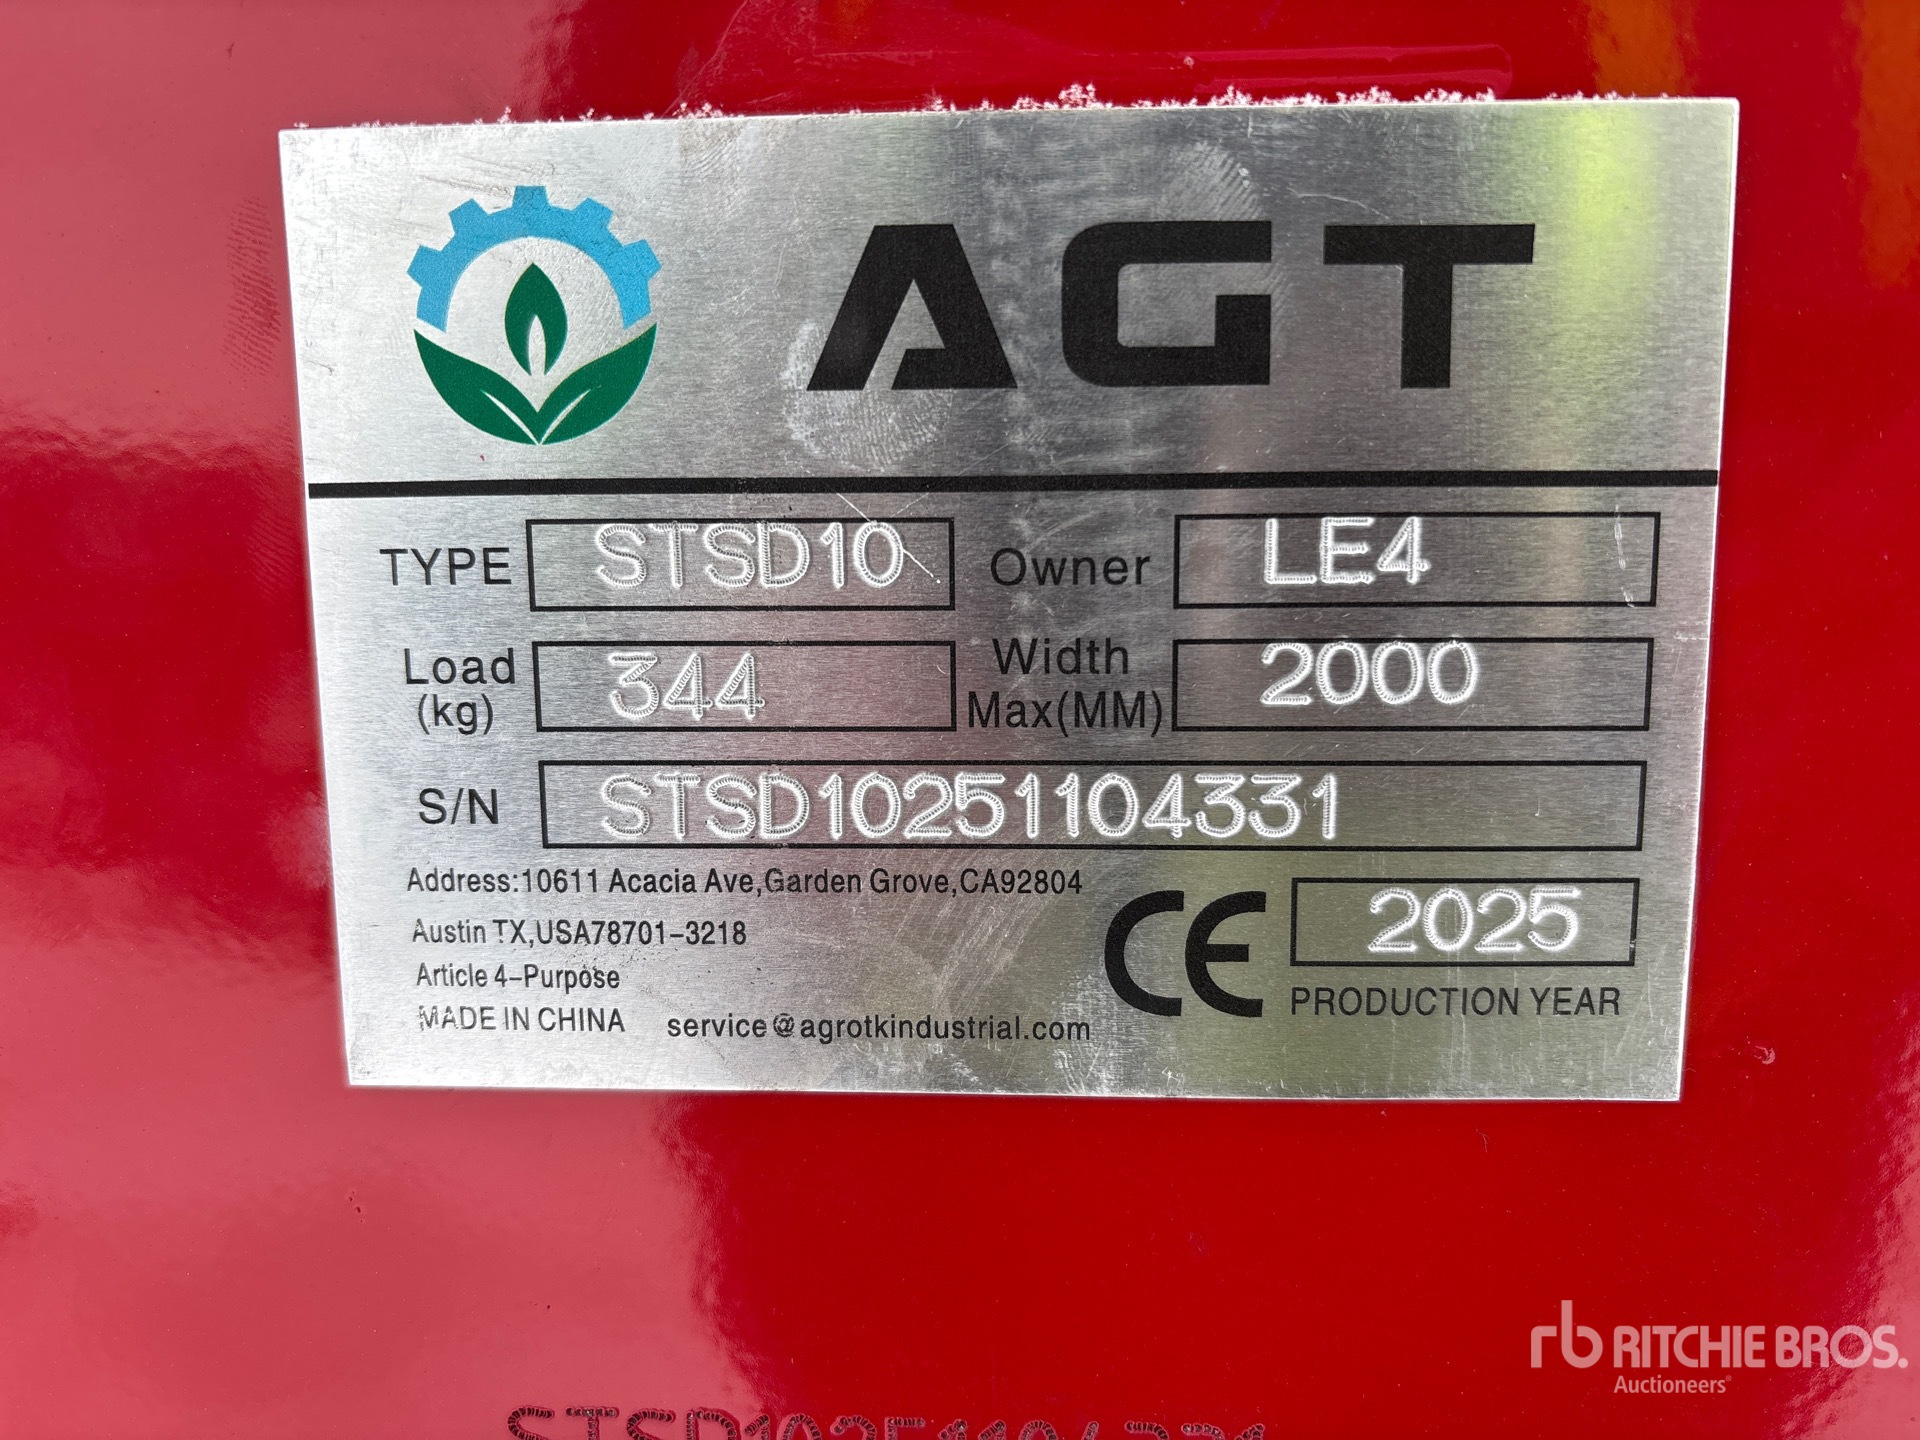 AGT
TYPE STSD10 Owner LE4
Load (kg) 344 Width Max(MM) 2000
S/N STSD10251104331
Address:10611 Acacia Ave,Garden Grove,CA92804
Austin TX,USA78701-3218
Article 4-Purpose
MADE IN CHINA service@agrotkindustrial.com
CE 2025
PRODUCTION YEAR
rb RITCHIE BROS.
Auctioneers
STSD10251104331